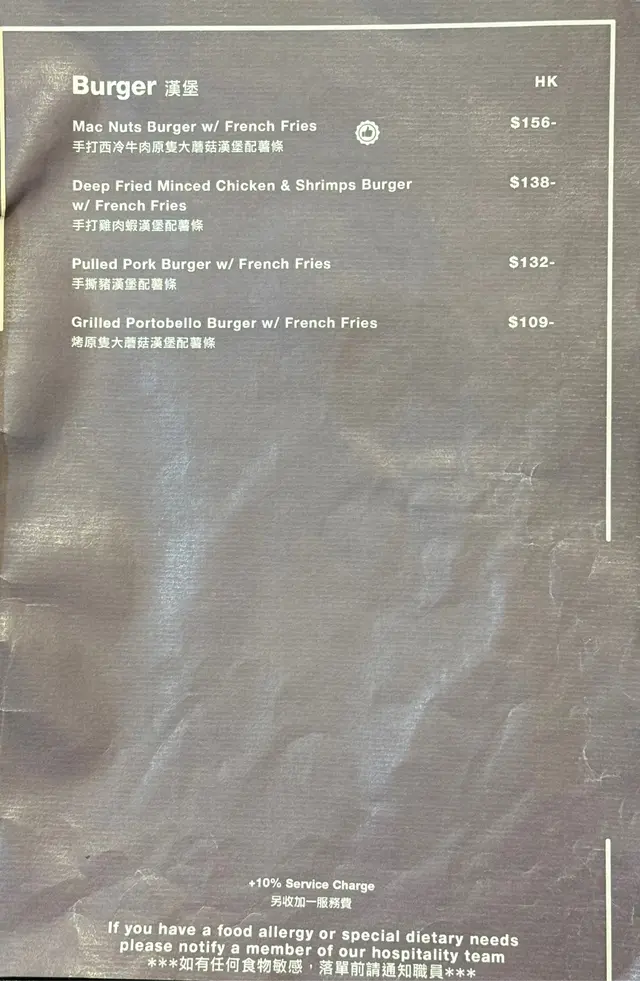 Burger 漢堡 HK
Mac Nuts Burger w/ French Fries $156-
手打西冷牛肉原隻大蘑菇漢堡配薯條
Deep Fried Minced Chicken & Shrimps Burger $138-
w/ French Fries
手打雞肉蝦漢堡配薯條
Pulled Pork Burger w/ French Fries $132-
手撕豬漢堡配薯條
Grilled Portobello Burger w/ French Fries $109-
烤原隻大蘑菇漢堡配薯條
+10% Service Charge
另收加一服務費
If you have a food allergy or special dietary needs
please notify a member of our hospitality team
***如有任何食物敏感，落單前請通知職員***